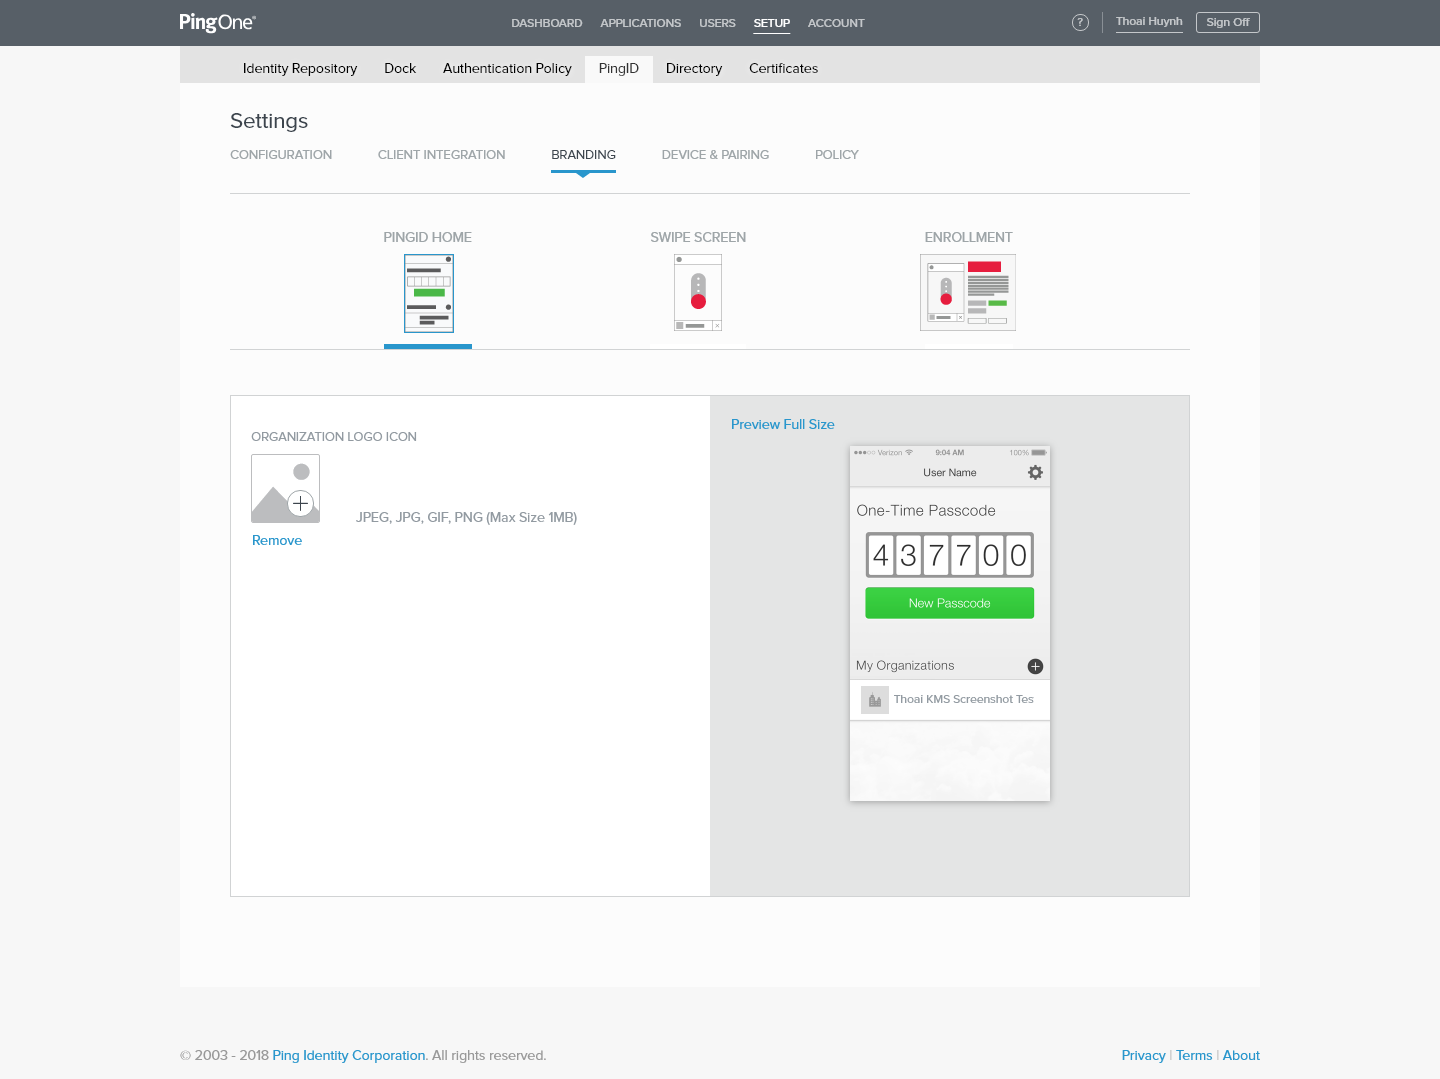 PingOne®
DASHBOARD APPLICATIONS USERS SETUP ACCOUNT
? Thoai Huynh Sign Off
Identity Repository Dock Authentication Policy PingID Directory Certificates
Settings
CONFIGURATION CLIENT INTEGRATION BRANDING DEVICE & PAIRING POLICY
PINGID HOME SWIPE SCREEN ENROLLMENT
ORGANIZATION LOGO ICON
JPEG, JPG, GIF, PNG (Max Size 1MB)
Remove
Preview Full Size
Verizon 9:04 AM 100%
User Name
One-Time Passcode
4 3 7 7 0 0
New Passcode
My Organizations
Thoai KMS Screenshot Tes
© 2003 - 2018 Ping Identity Corporation. All rights reserved.
Privacy | Terms | About